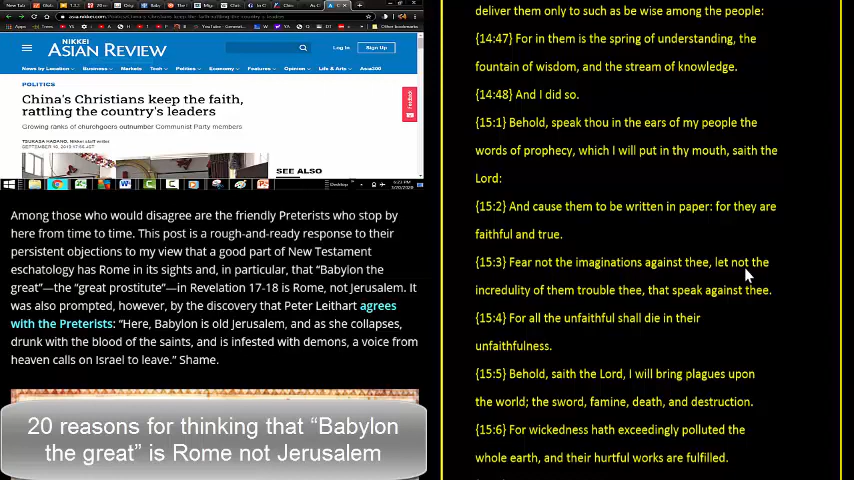 NIKKEI
ASIAN REVIEW
Log In
Sign Up
News by Location
Business
Markets
Tech
Politics
Economy
Features
Opinion
Life & Arts
Asia300
POLITICS
China's Christians keep the faith,
rattling the country's leaders
Growing ranks of churchgoers outnumber Communist Party members
SEE ALSO
Desktop
Among those who would disagree are the friendly Preterists who stop by
here from time to time. This post is a rough-and-ready response to their
persistent objections to my view that a good part of New Testament
eschatology has Rome in its sights and, in particular, that "Babylon the
great"—the "great prostitute"—in Revelation 17-18 is Rome, not Jerusalem. It
was also prompted, however, by the discovery that Peter Leithart agrees
with the Preterists: "Here, Babylon is old Jerusalem, and as she collapses,
drunk with the blood of the saints, and is infested with demons, a voice from
heaven calls on Israel to leave." Shame.
20 reasons for thinking that “Babylon
the great” is Rome not Jerusalem
deliver them only to such as be wise among the people:
{14:47} For in them is the spring of understanding, the
fountain of wisdom, and the stream of knowledge.
{14:48} And I did so.
{15:1} Behold, speak thou in the ears of my people the
words of prophecy, which I will put in thy mouth, saith the
Lord:
{15:2} And cause them to be written in paper: for they are
faithful and true.
{15:3} Fear not the imaginations against thee, let not the
incredulity of them trouble thee, that speak against thee.
{15:4} For all the unfaithful shall die in their
unfaithfulness.
{15:5} Behold, saith the Lord, I will bring plagues upon
the world; the sword, famine, death, and destruction.
{15:6} For wickedness hath exceedingly polluted the
whole earth, and their hurtful works are fulfilled.